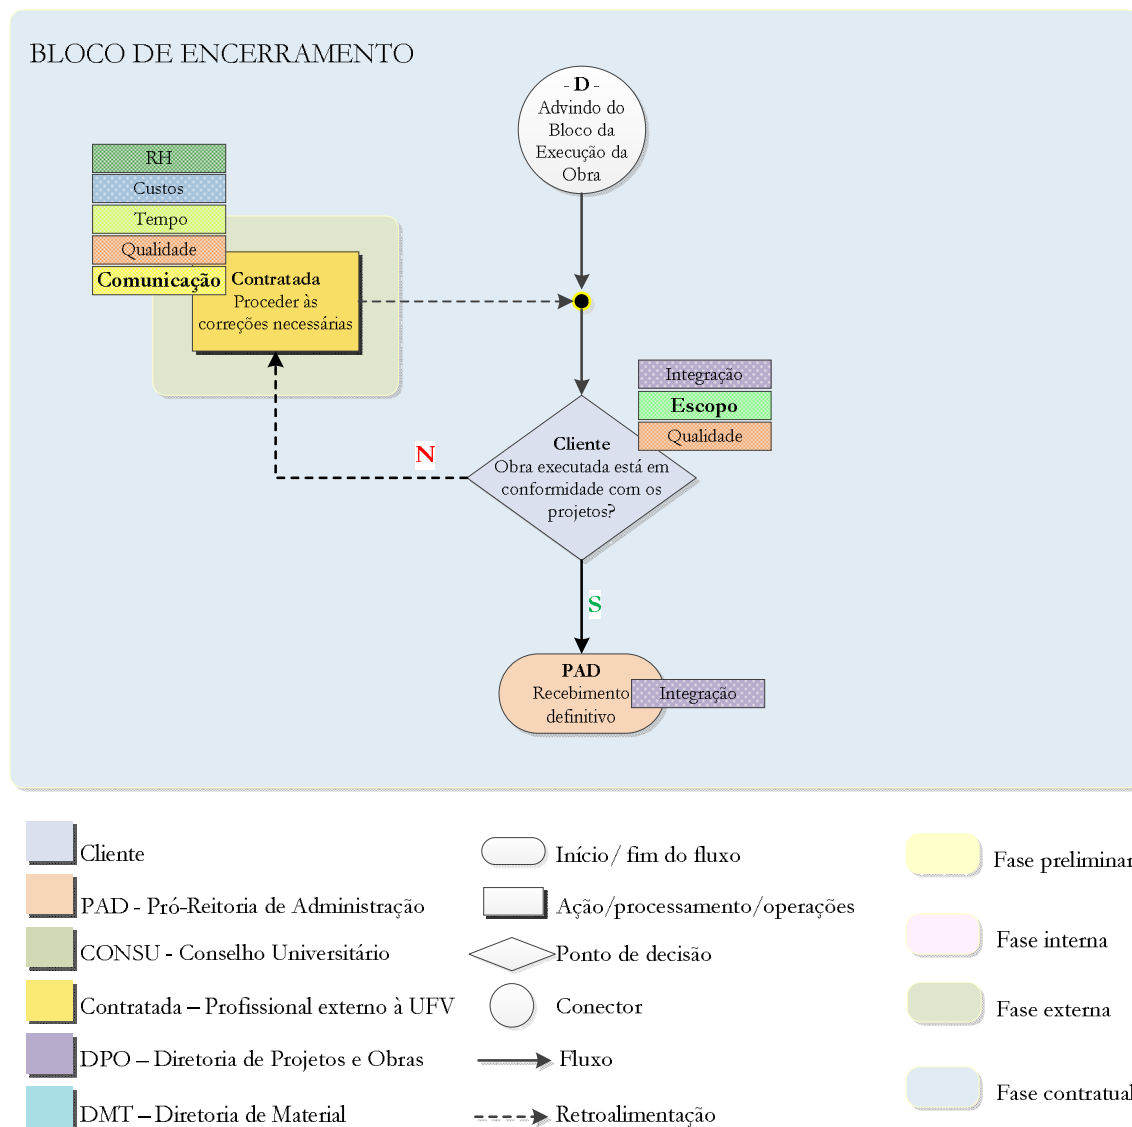 BLOCO DE ENCERRAMENTO
- D -
Advindo do
Bloco da
Execução da
Obra
RH
Custos
Tempo
Qualidade
Comunicação
Contratada
Proceder às
correções necessárias
Integração
Escopo
Qualidade
N
Cliente
Obra executada está em
conformidade com os
projetos?
S
PAD
Recebimento
definitivo
Integração
Cliente
PAD - Pró-Reitoria de Administração
CONSU - Conselho Universitário
Contratada – Profissional externo à UFV
DPO – Diretoria de Projetos e Obras
DMT – Diretoria de Material
Início/ fim do fluxo
Ação/processamento/operações
Ponto de decisão
Conector
Fluxo
Retroalimentação
Fase preliminar
Fase interna
Fase externa
Fase contratual